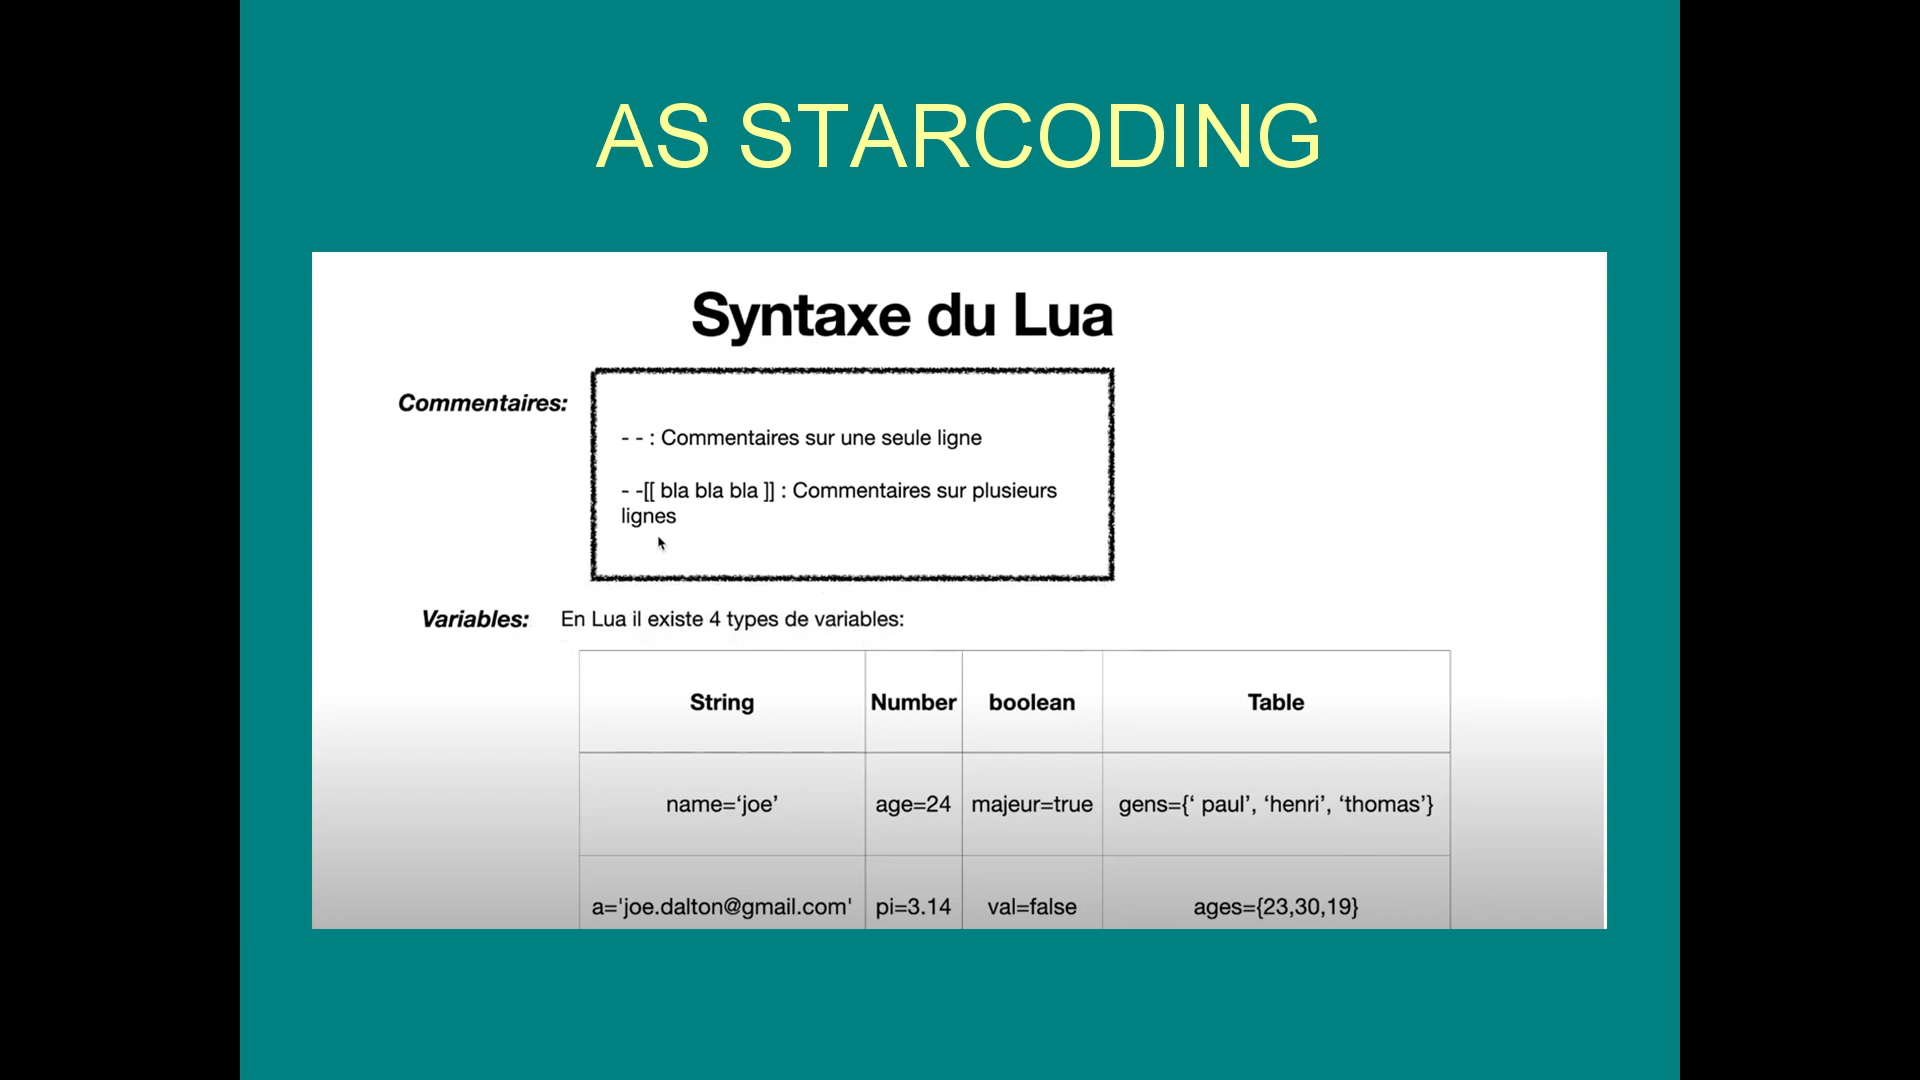 AS STARCODING
Syntaxe du Lua
Commentaires:
- - : Commentaires sur une seule ligne
- -[[ bla bla bla ]] : Commentaires sur plusieurs
lignes
Variables: En Lua il existe 4 types de variables:
String Number boolean Table
name=‘joe’ age=24 majeur=true gens={‘ paul’, ‘henri’, ‘thomas’}
a='joe.dalton@gmail.com' pi=3.14 val=false ages={23,30,19}